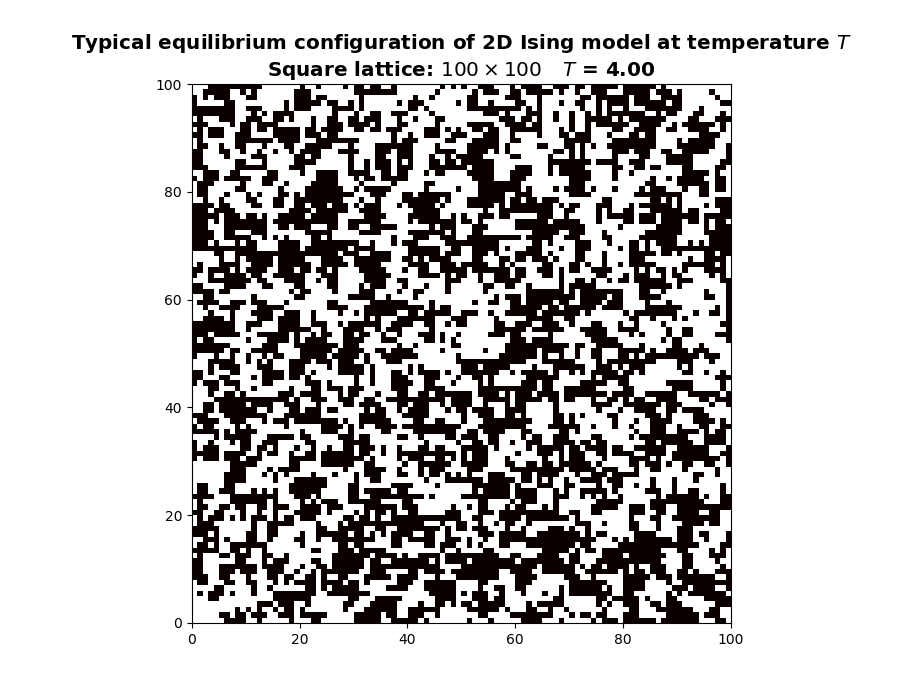 Typical equilibrium configuration of 2D Ising model at temperature T
Square lattice: 100 × 100 T = 4.00
100
80
60
40
20
0
0 20 40 60 80 100